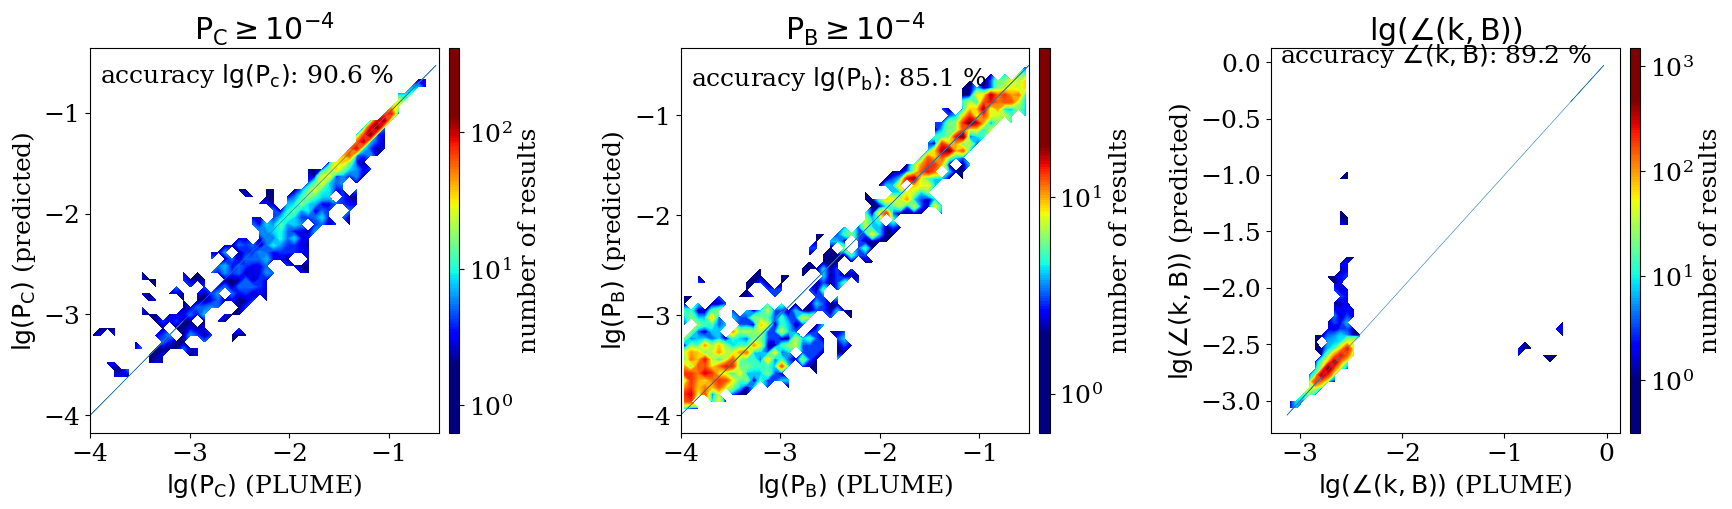 P_C ≥ 10^−4
accuracy lg(P_c): 90.6 %
lg(P_C) (predicted)
−1
−2
−3
−4
−4 −3 −2 −1
lg(P_C) (PLUME)
10^2
10^1
10^0
number of results
P_B ≥ 10^−4
accuracy lg(P_b): 85.1 %
lg(P_B) (predicted)
−1
−2
−3
−4
−4 −3 −2 −1
lg(P_B) (PLUME)
10^1
10^0
number of results
lg(∠(k, B))
accuracy ∠(k, B): 89.2 %
lg(∠(k, B)) (predicted)
0.0
−0.5
−1.0
−1.5
−2.0
−2.5
−3.0
−3 −2 −1 0
lg(∠(k, B)) (PLUME)
10^3
10^2
10^1
10^0
number of results